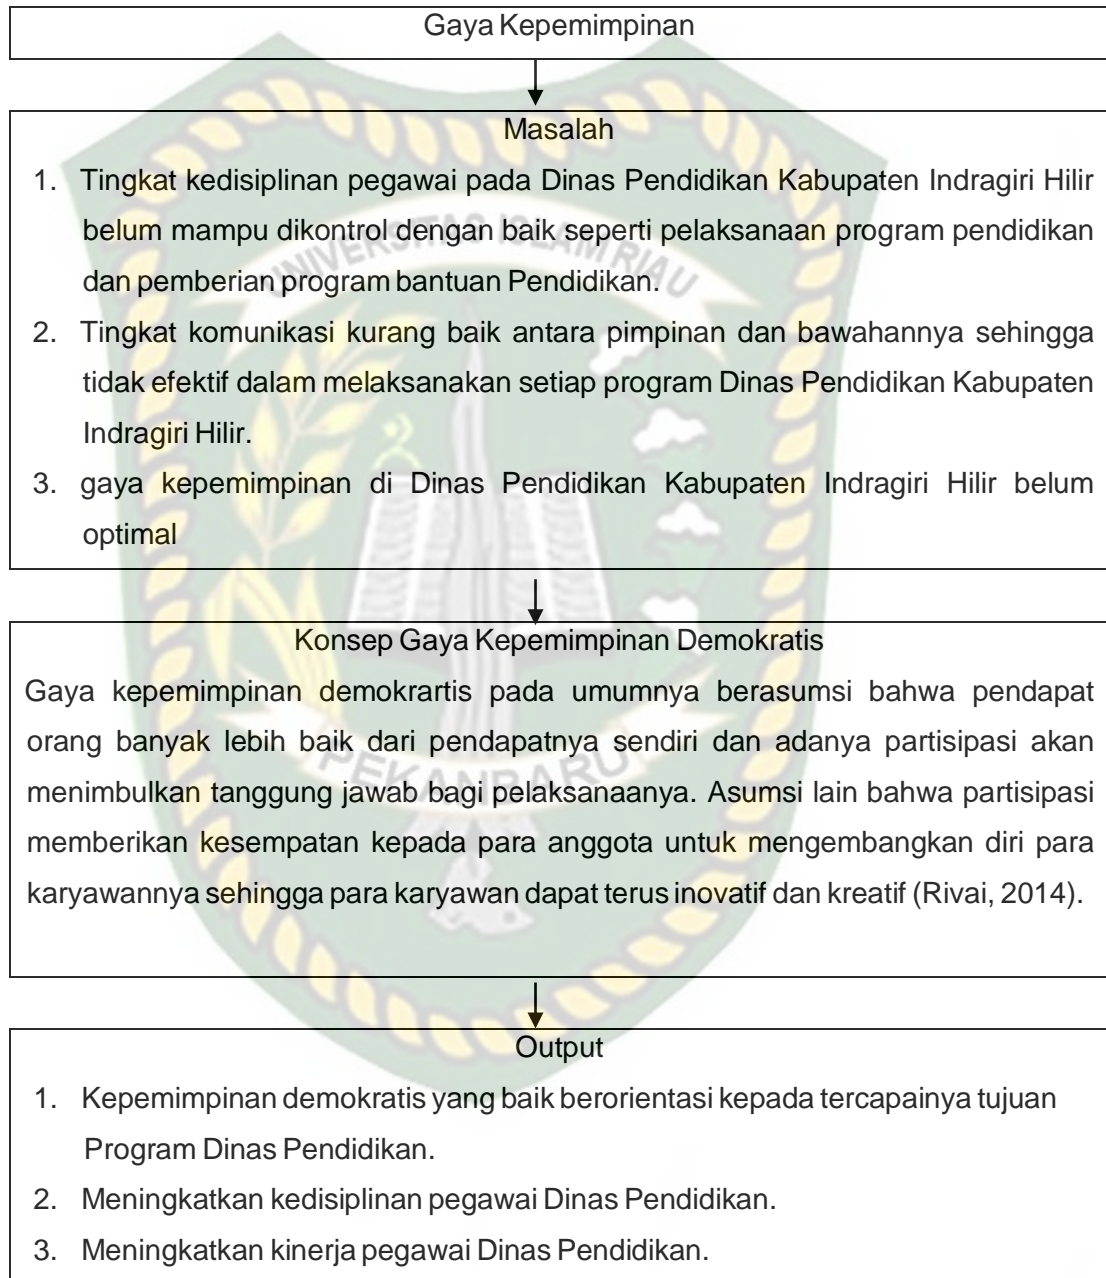 Gaya Kepemimpinan
Masalah
1. Tingkat kedisiplinan pegawai pada Dinas Pendidikan Kabupaten Indragiri Hilir
belum mampu dikontrol dengan baik seperti pelaksanaan program pendidikan
dan pemberian program bantuan Pendidikan.
UNIVERSITAS ISLAM RIAU
2. Tingkat komunikasi kurang baik antara pimpinan dan bawahannya sehingga
tidak efektif dalam melaksanakan setiap program Dinas Pendidikan Kabupaten
Indragiri Hilir.
3. gaya kepemimpinan di Dinas Pendidikan Kabupaten Indragiri Hilir belum
optimal
Konsep Gaya Kepemimpinan Demokratis
Gaya kepemimpinan demokrartis pada umumnya berasumsi bahwa pendapat
orang banyak lebih baik dari pendapatnya sendiri dan adanya partisipasi akan
PEKANBARU
menimbulkan tanggung jawab bagi pelaksanaanya. Asumsi lain bahwa partisipasi
memberikan kesempatan kepada para anggota untuk mengembangkan diri para
karyawannya sehingga para karyawan dapat terus inovatif dan kreatif (Rivai, 2014).
Output
1. Kepemimpinan demokratis yang baik berorientasi kepada tercapainya tujuan
Program Dinas Pendidikan.
2. Meningkatkan kedisiplinan pegawai Dinas Pendidikan.
3. Meningkatkan kinerja pegawai Dinas Pendidikan.